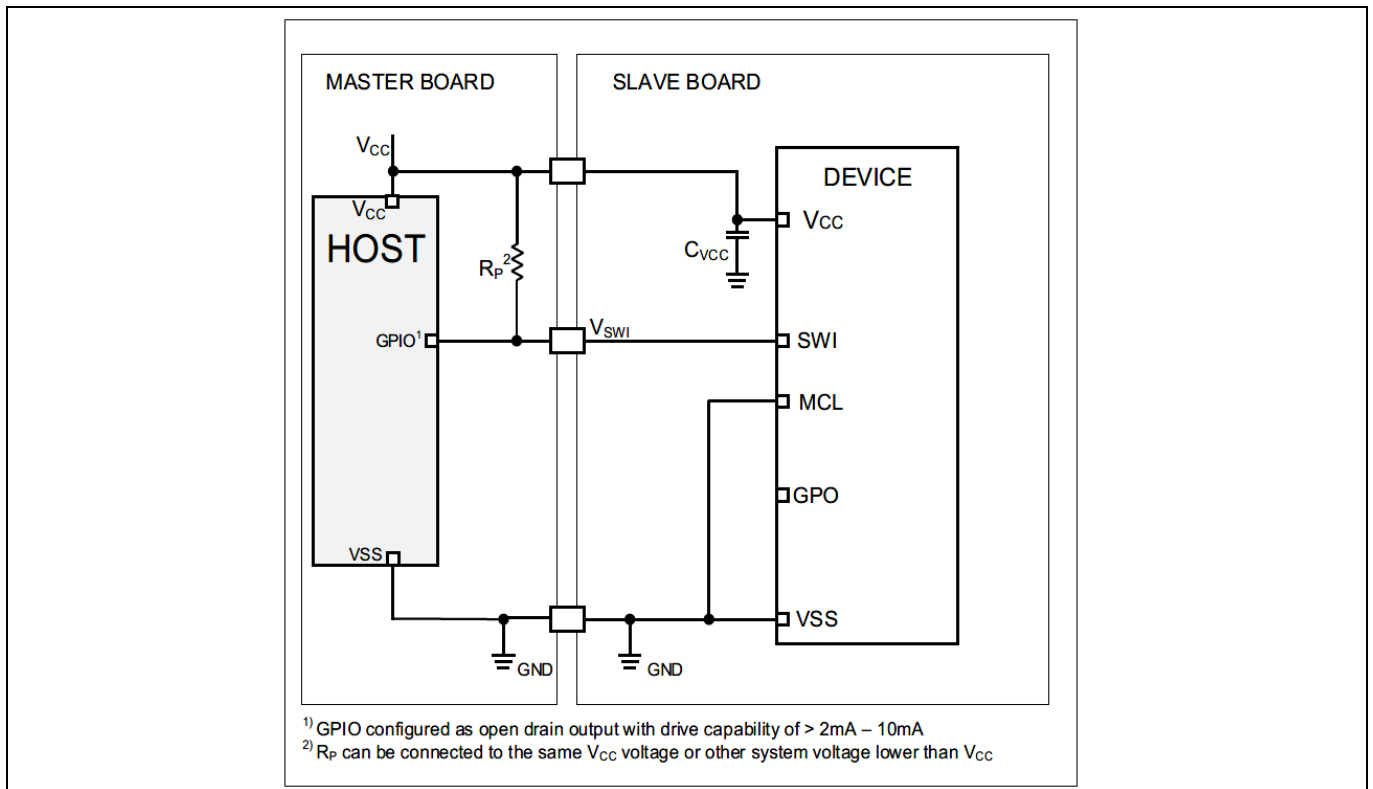 MASTER BOARD
SLAVE BOARD
VCC
VCC
HOST
DEVICE
VCC
CVCC
RP2
GPIO1
VSWI
SWI
MCL
GPO
VSS
VSS
GND
GND
1) GPIO configured as open drain output with drive capability of > 2mA – 10mA
2) RP can be connected to the same VCC voltage or other system voltage lower than VCC